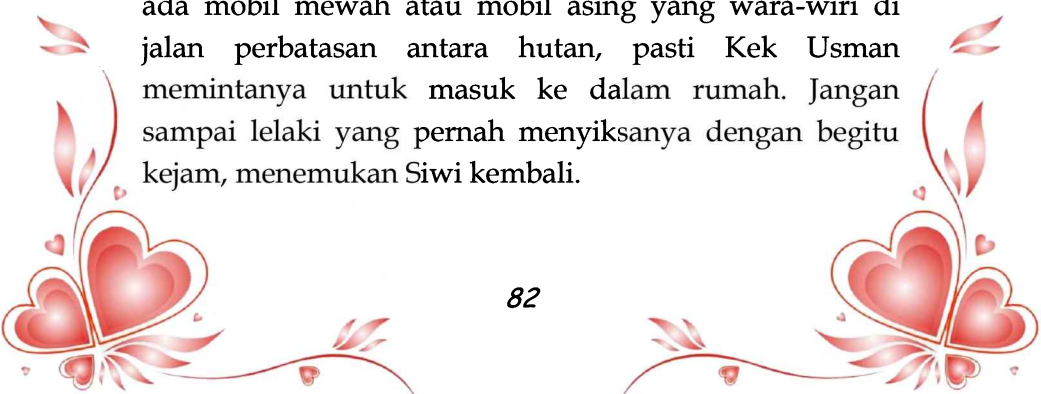 ada mobil mewah atau mobil asing yang wara-wiri di
jalan perbatasan antara hutan, pasti Kek Usman
memintanya untuk masuk ke dalam rumah. Jangan
sampai lelaki yang pernah menyiksanya dengan begitu
kejam, menemukan Siwi kembali.
82